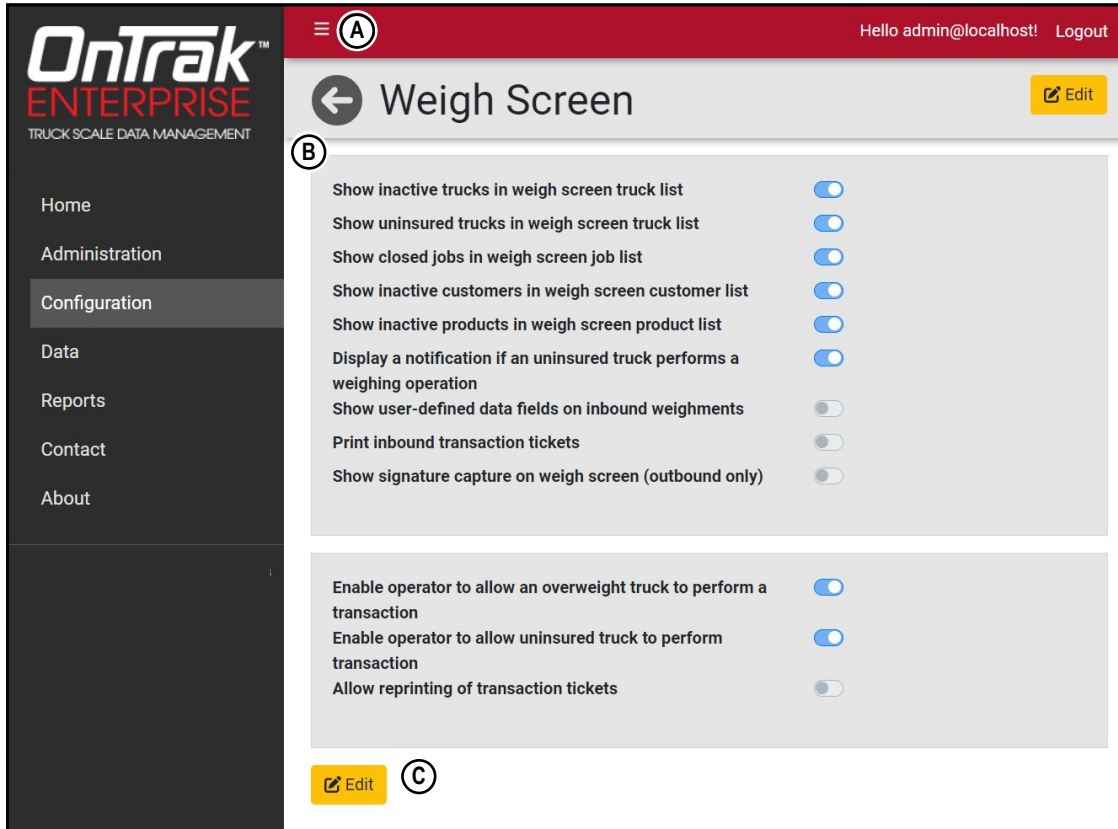 OnTrak™
ENTERPRISE
TRUCK SCALE DATA MANAGEMENT
Home
Administration
Configuration
Data
Reports
Contact
About
A
Hello admin@localhost! Logout
Weigh Screen
Edit
B
Show inactive trucks in weigh screen truck list
Show uninsured trucks in weigh screen truck list
Show closed jobs in weigh screen job list
Show inactive customers in weigh screen customer list
Show inactive products in weigh screen product list
Display a notification if an uninsured truck performs a
weighing operation
Show user-defined data fields on inbound weighments
Print inbound transaction tickets
Show signature capture on weigh screen (outbound only)
Enable operator to allow an overweight truck to perform a
transaction
Enable operator to allow uninsured truck to perform
transaction
Allow reprinting of transaction tickets
Edit
C